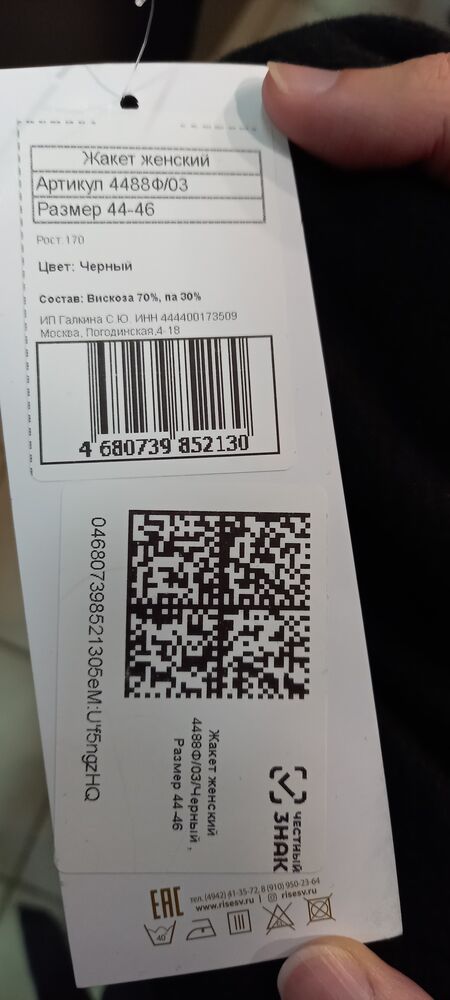 Жакет женский
Артикул 4488Ф/03
Размер 44-46
Рост 170
Цвет: Черный
Состав: Вискоза 70%, па 30%
ИП Галкина С.Ю. ИНН 444400173509
Москва, Погодинская,4-18
4 680739 852130
046807398521305eM:U'f5ngzHQ
Жакет женский
4488Ф/03/Черный ,
Размер 44-46
ЧЕСТНЫЙ
ЗНАК
EAC
тел. (4942) 41-35-72, 8 (910) 950-23-64
www.risesv.ru | risesv.ru
40